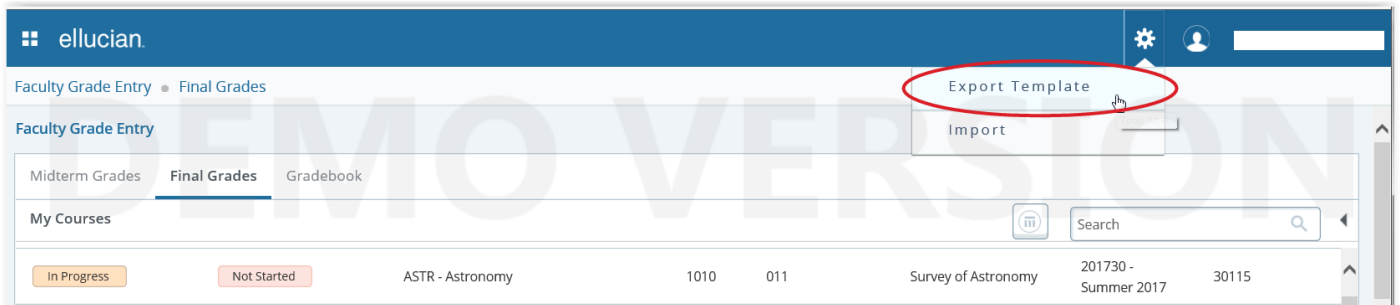 ellucian.
Export Template
Import
Faculty Grade Entry Final Grades
Faculty Grade Entry
DEMO VERSION
Midterm Grades Final Grades Gradebook
My Courses
Search
In Progress Not Started ASTR - Astronomy 1010 011 Survey of Astronomy 201730 - 30115
Summer 2017